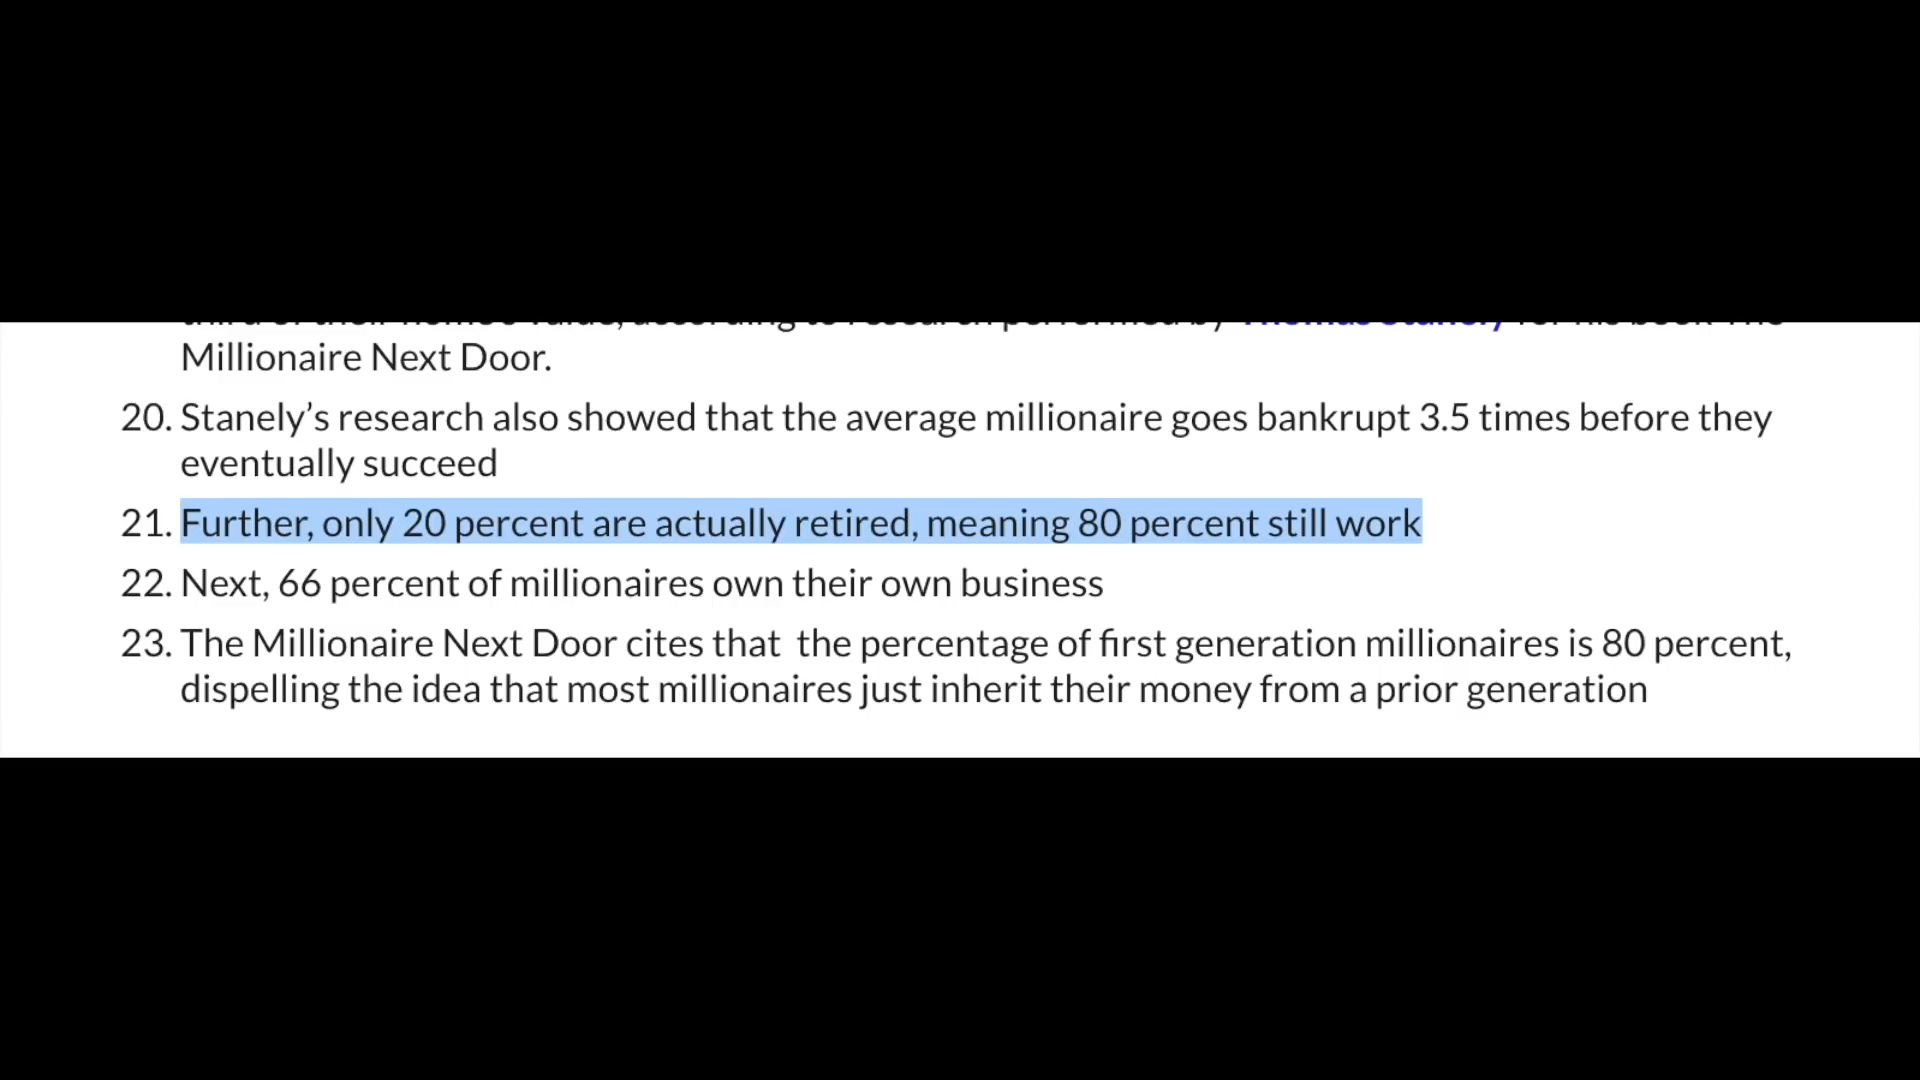 Millionaire Next Door.
20. Stanely’s research also showed that the average millionaire goes bankrupt 3.5 times before they
eventually succeed
21. Further, only 20 percent are actually retired, meaning 80 percent still work
22. Next, 66 percent of millionaires own their own business
23. The Millionaire Next Door cites that  the percentage of first generation millionaires is 80 percent,
dispelling the idea that most millionaires just inherit their money from a prior generation